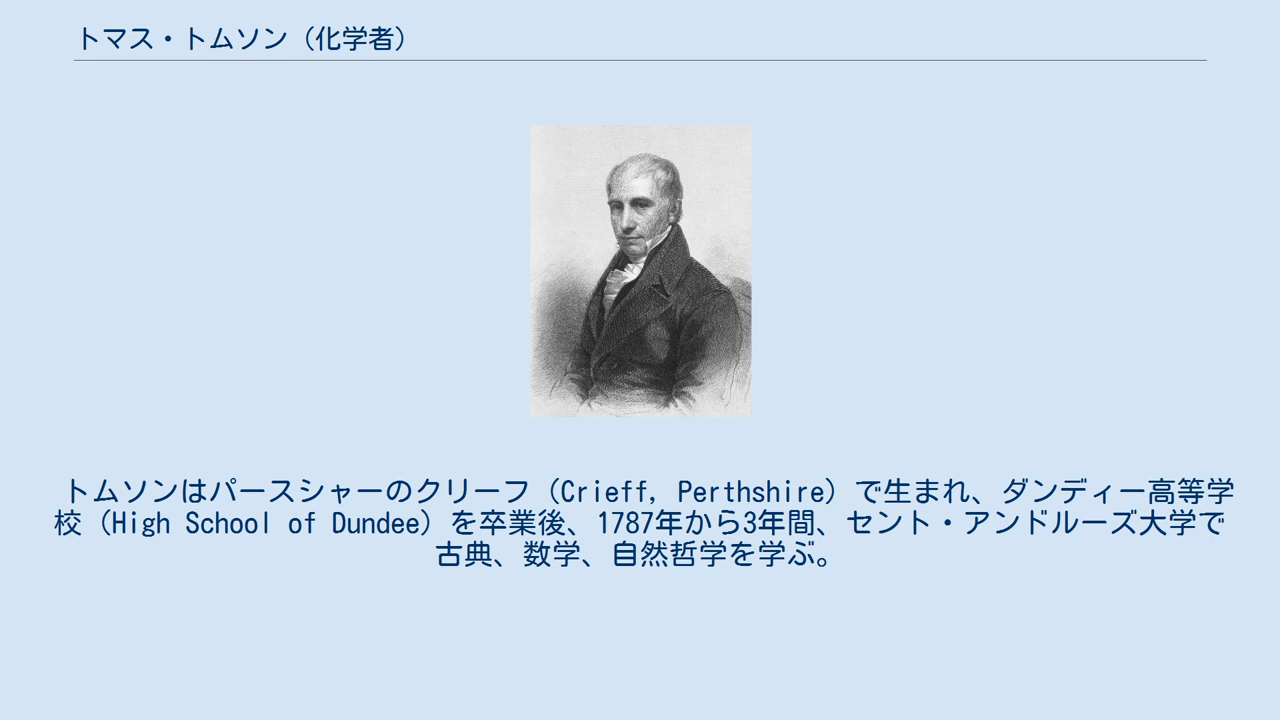 トマス・トムソン（化学者）
トムソンはパースシャーのクリーフ（Crieff, Perthshire）で生まれ、ダンディー高等学
校（High School of Dundee）を卒業後、1787年から3年間、セント・アンドルーズ大学で
古典、数学、自然哲学を学ぶ。